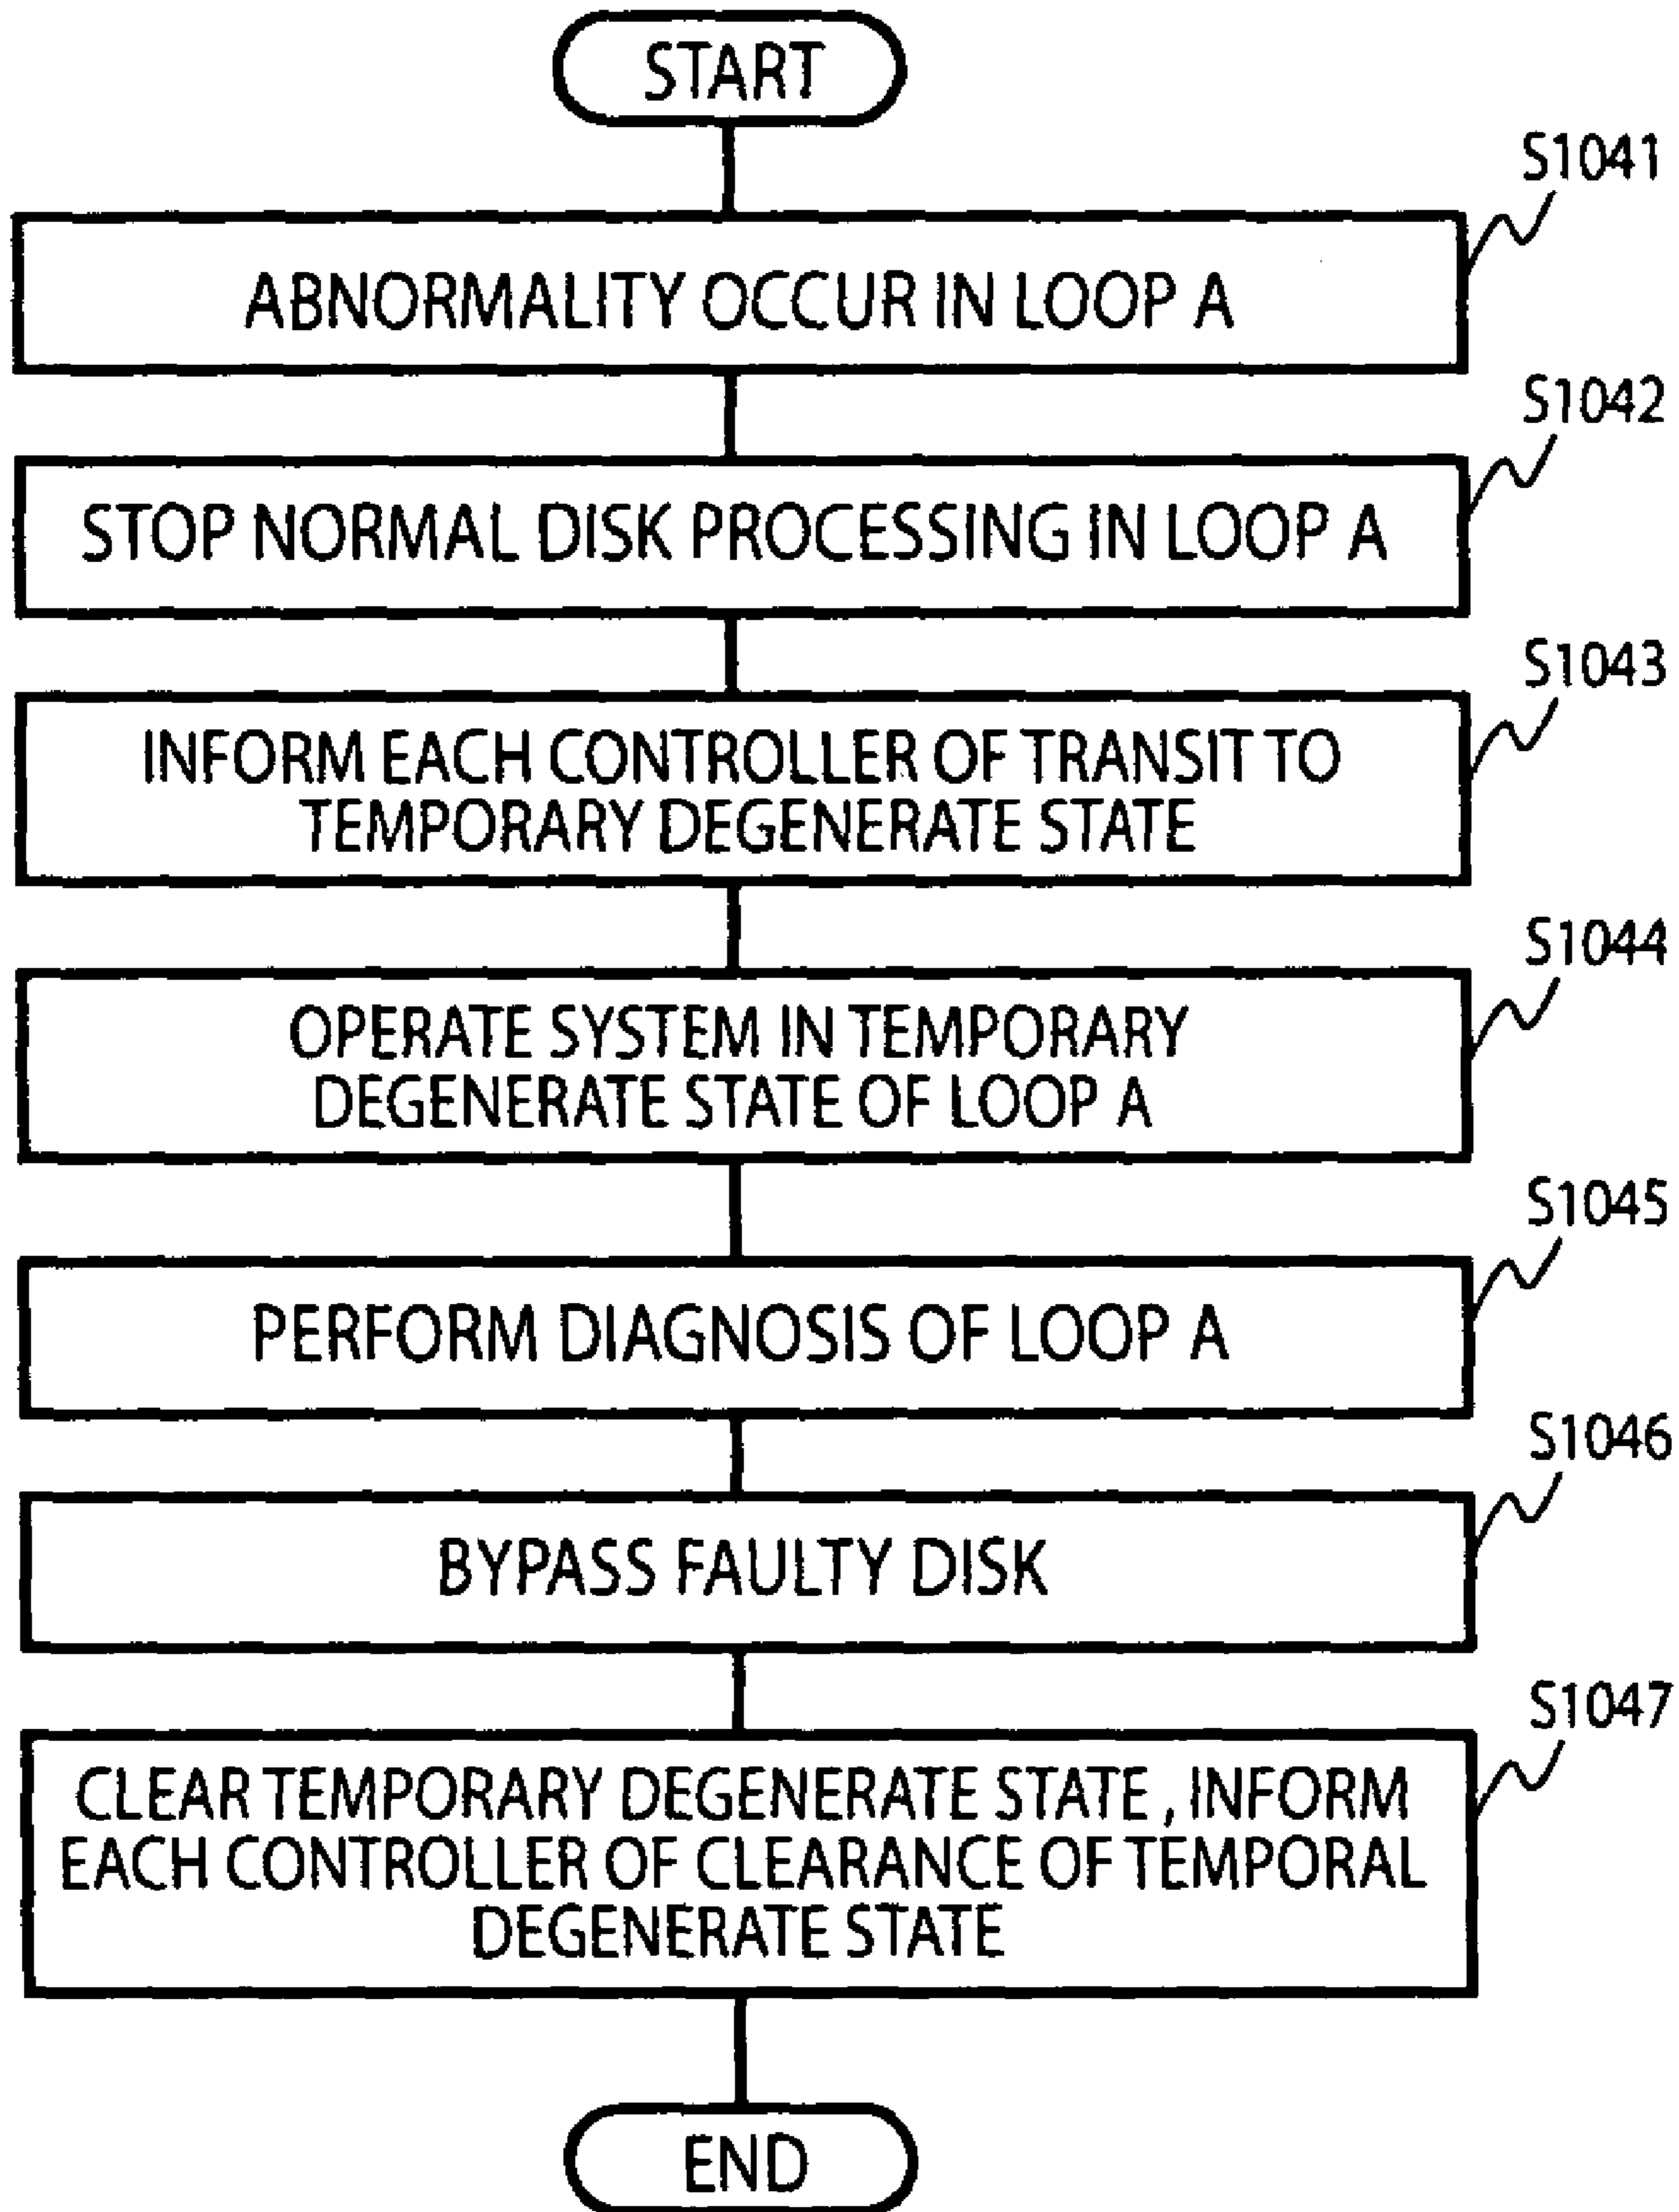 START
S1041
ABNORMALITY OCCUR IN LOOP A
S1042
STOP NORMAL DISK PROCESSING IN LOOP A
S1043
INFORM EACH CONTROLLER OF TRANSIT TO
TEMPORARY DEGENERATE STATE
S1044
OPERATE SYSTEM IN TEMPORARY
DEGENERATE STATE OF LOOP A
S1045
PERFORM DIAGNOSIS OF LOOP A
S1046
BYPASS FAULTY DISK
S1047
CLEAR TEMPORARY DEGENERATE STATE , INFORM
EACH CONTROLLER OF CLEARANCE OF TEMPORAL
DEGENERATE STATE
END